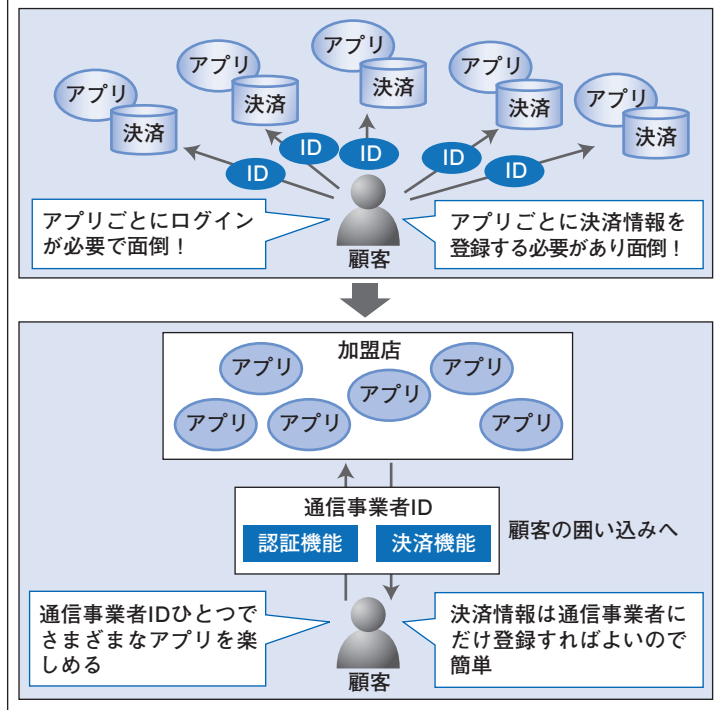 アプリ
決済
アプリ
決済
アプリ
決済
アプリ
決済
アプリ
決済
ID
ID
ID
ID
ID
アプリごとにログイン
が必要で面倒！
顧客
アプリごとに決済情報を
登録する必要があり面倒！
加盟店
アプリ
アプリ
アプリ
アプリ
アプリ
アプリ
通信事業者ID
認証機能
決済機能
顧客の囲い込みへ
通信事業者IDひとつで
さまざまなアプリを楽
しめる
顧客
決済情報は通信事業者に
だけ登録すればよいので
簡単